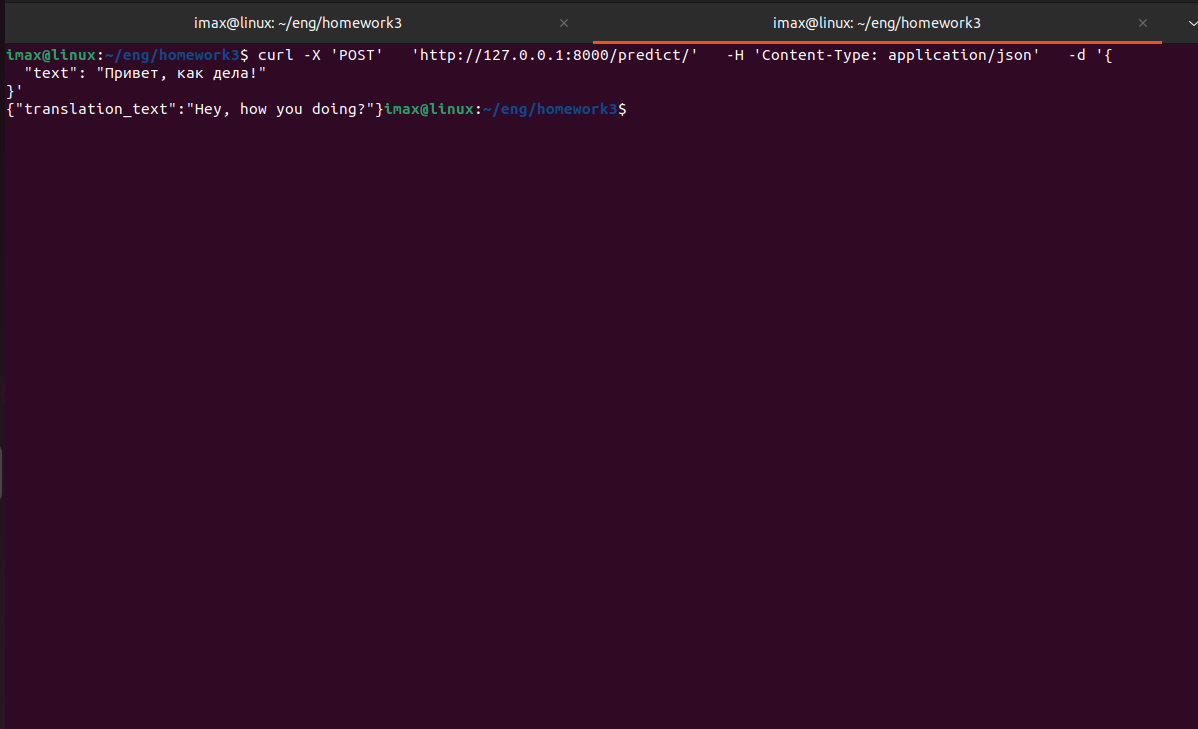 imax@linux: ~/eng/homework3 × imax@linux: ~/eng/homework3 ×
imax@linux:~/eng/homework3$ curl -X 'POST'   'http://127.0.0.1:8000/predict/'   -H 'Content-Type: application/json'   -d '{
  "text": "Привет, как дела!"
}'
{"translation_text":"Hey, how you doing?"}imax@linux:~/eng/homework3$